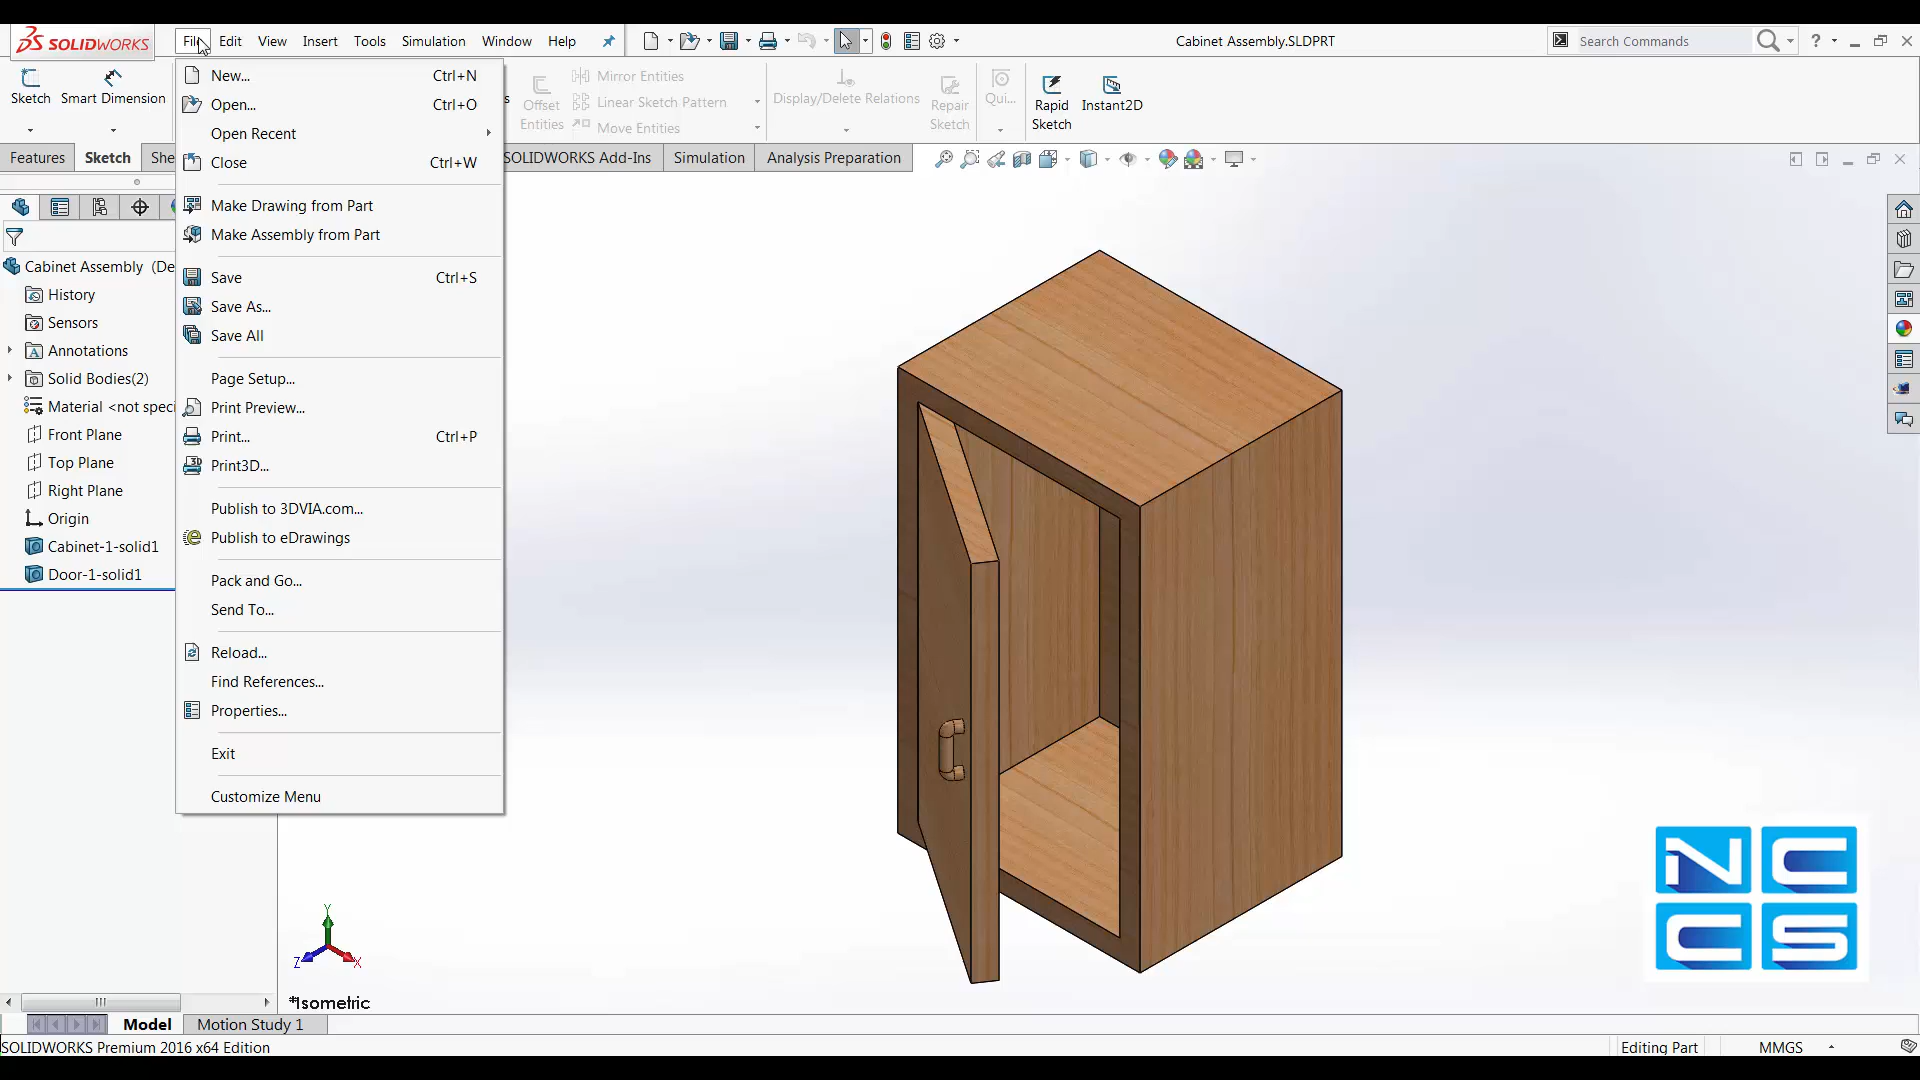 SOLIDWORKS File Edit View Insert Tools Simulation Window Help Cabinet Assembly.SLDPRT Search Commands ?
Sketch Smart Dimension Offset Entities Mirror Entities Linear Sketch Pattern Move Entities Display/Delete Relations Repair Sketch Qui... Rapid Sketch Instant2D
Features Sketch She SOLIDWORKS Add-Ins Simulation Analysis Preparation
New... Ctrl+N
Open... Ctrl+O
Open Recent
Close Ctrl+W
Make Drawing from Part
Make Assembly from Part
Save Ctrl+S
Save As...
Save All
Page Setup...
Print Preview...
Print... Ctrl+P
Print3D...
Publish to 3DVIA.com...
Publish to eDrawings
Pack and Go...
Send To...
Reload...
Find References...
Properties...
Exit
Customize Menu
Cabinet Assembly (De
History
Sensors
Annotations
Solid Bodies(2)
Material <not speci
Front Plane
Top Plane
Right Plane
Origin
Cabinet-1-solid1
Door-1-solid1
Y
Z X
*Isometric
NC
CS
Model Motion Study 1
SOLIDWORKS Premium 2016 x64 Edition Editing Part MMGS